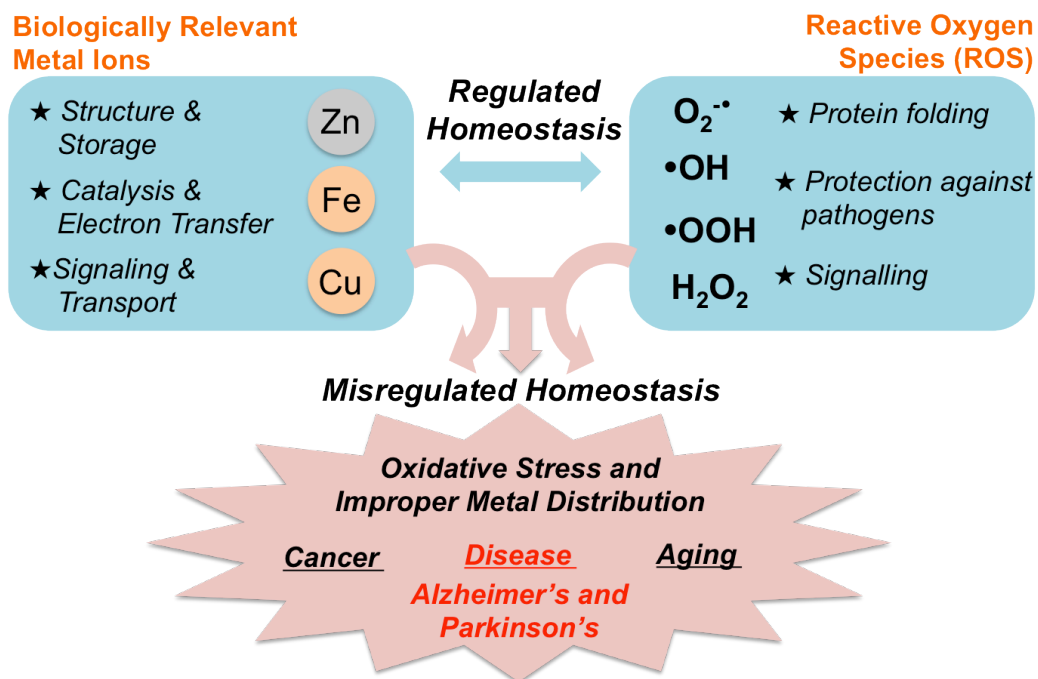 Biologically Relevant
Metal Ions
★ Structure &
Storage
★ Catalysis &
Electron Transfer
★Signaling &
Transport
Zn
Fe
Cu
Regulated
Homeostasis
Reactive Oxygen
Species (ROS)
O₂⁻•
•OH
•OOH
H₂O₂
★ Protein folding
★ Protection against
pathogens
★ Signalling
Misregulated Homeostasis
Oxidative Stress and
Improper Metal Distribution
Cancer
Disease
Aging
Alzheimer’s and
Parkinson’s